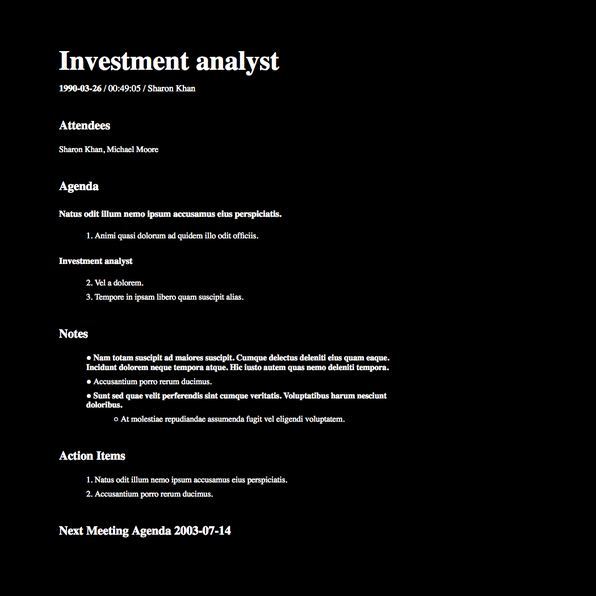 Investment analyst
1990-03-26 / 00:49:05 / Sharon Khan
Attendees
Sharon Khan, Michael Moore
Agenda
Natus odit illum nemo ipsum accusamus eius perspiciatis.
1. Animi quasi dolorum ad quidem illo odit officiis.
Investment analyst
2. Vel a dolorem.
3. Tempore in ipsam libero quam suscipit alias.
Notes
● Nam totam suscipit ad maiores suscipit. Cumque delectus deleniti eius quam eaque.
Incidunt dolorem neque tempora atque. Hic iusto autem quas nemo deleniti tempora.
● Accusantium porro rerum ducimus.
● Sunt sed quae velit perferendis sint cumque veritatis. Voluptatibus harum nesciunt
doloribus.
○ At molestiae repudiandae assumenda fugit vel eligendi voluptatem.
Action Items
1. Natus odit illum nemo ipsum accusamus eius perspiciatis.
2. Accusantium porro rerum ducimus.
Next Meeting Agenda 2003-07-14